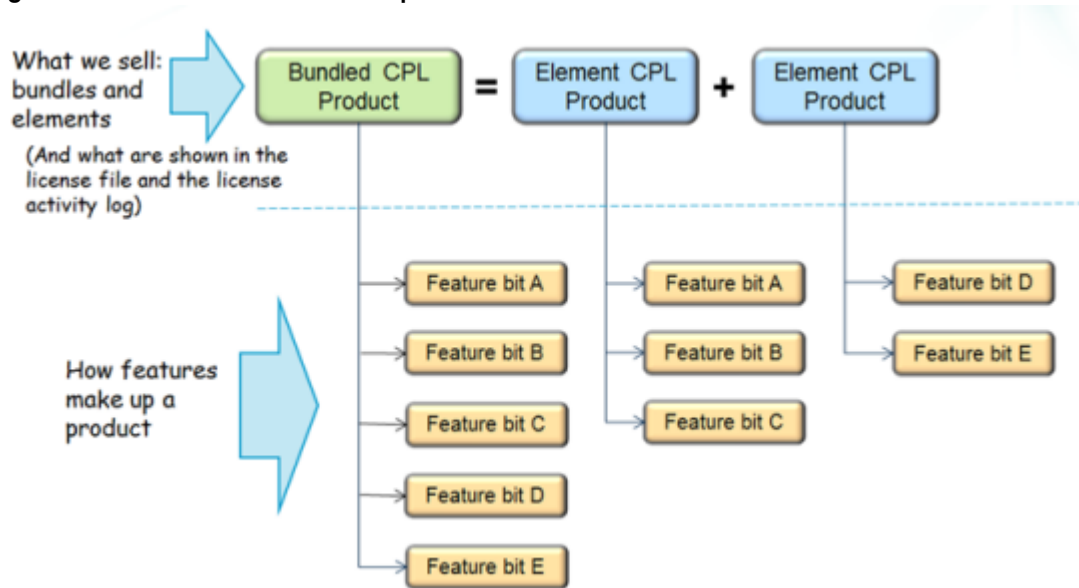 What we sell:
bundles and
elements
(And what are shown in the
license file and the license
activity log)
Bundled CPL
Product
=
Element CPL
Product
+
Element CPL
Product
How features
make up a
product
Feature bit A
Feature bit B
Feature bit C
Feature bit D
Feature bit E
Feature bit A
Feature bit B
Feature bit C
Feature bit D
Feature bit E